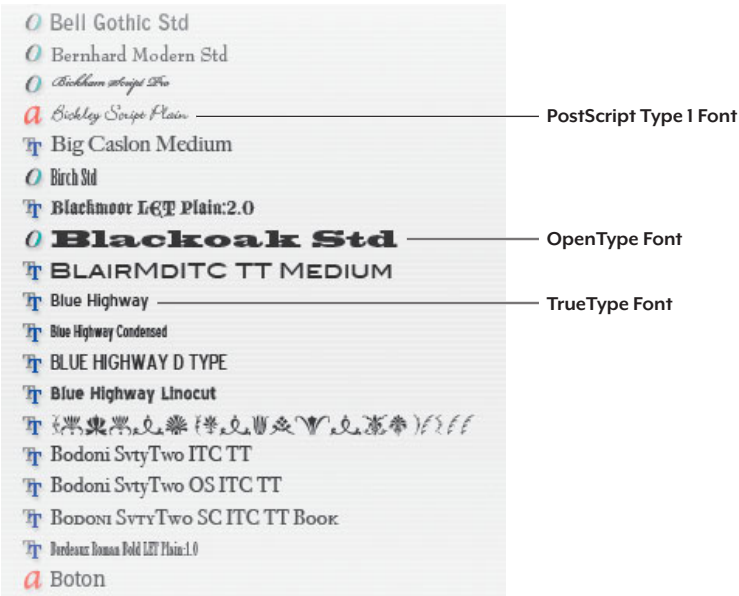 Bell Gothic Std
Bernhard Modern Std
Bickham Script Pro
Bickley Script Plain
PostScript Type 1 Font
Big Caslon Medium
Birch Std
Blackmoor LET Plain:2.0
Blackoak Std
OpenType Font
BLAIRMDITC TT MEDIUM
Blue Highway
TrueType Font
Blue Highway Condensed
BLUE HIGHWAY D TYPE
Blue Highway Linocut
Bodoni SvtyTwo ITC TT
Bodoni SvtyTwo OS ITC TT
Bodoni SvtyTwo SC ITC TT Book
Bordeaux Roman Bold LET Plain:1.0
Boton